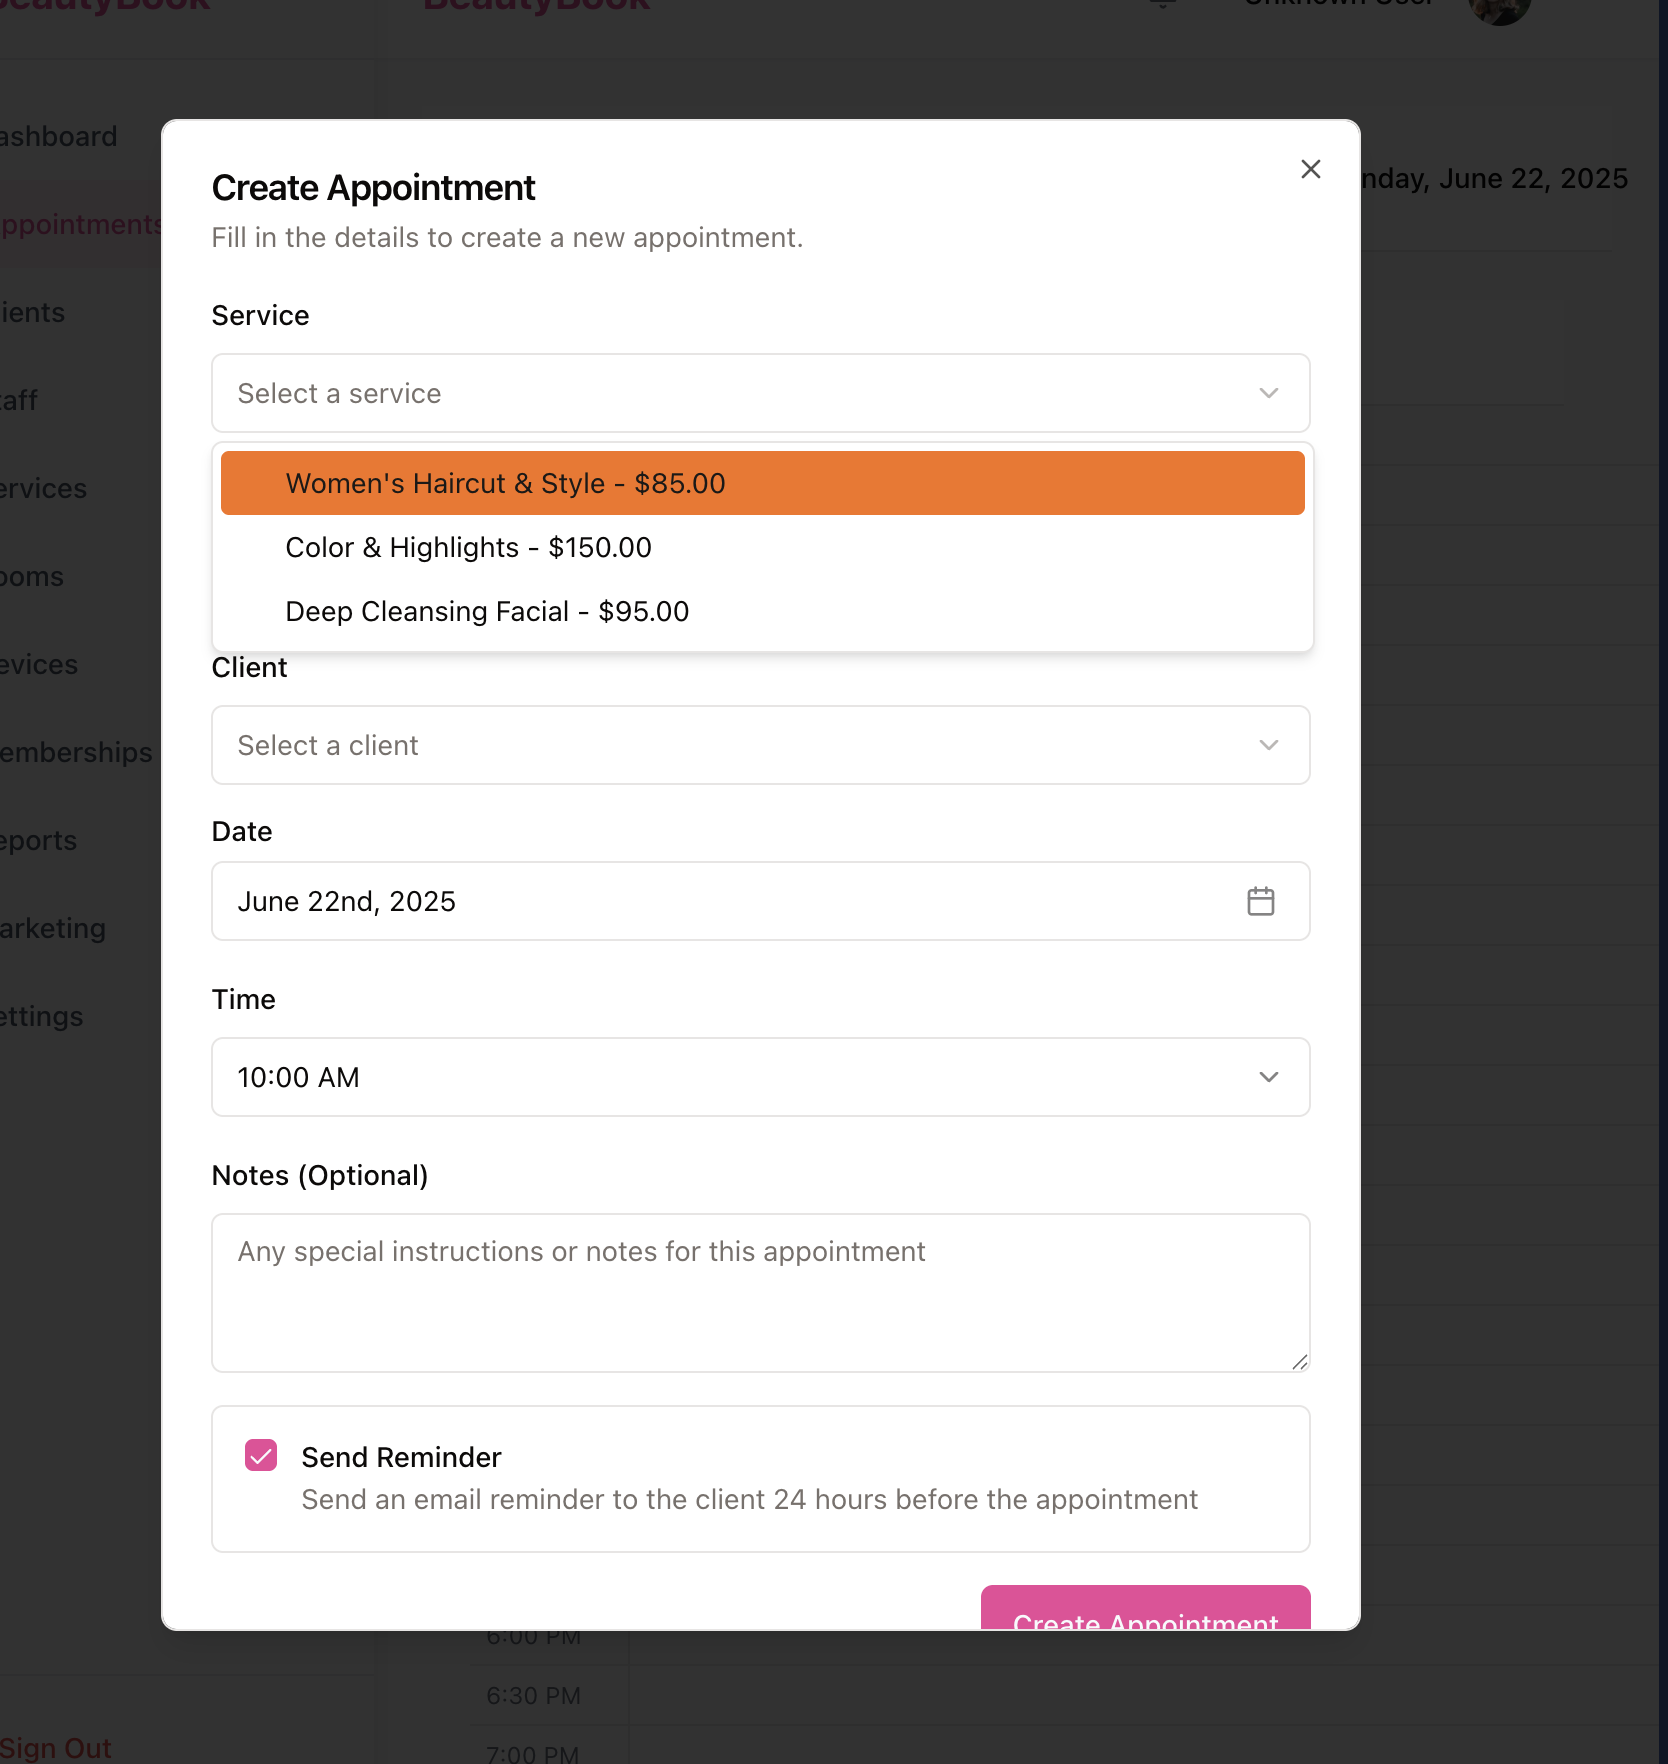 BeautyBook
BeautyBook
Unknown User
ashboard
ppointments
ients
aff
ervices
ooms
evices
emberships
eports
arketing
ettings
Sign Out
nday, June 22, 2025
Create Appointment
Fill in the details to create a new appointment.
Service
Select a service
Women's Haircut & Style - $85.00
Color & Highlights - $150.00
Deep Cleansing Facial - $95.00
Client
Select a client
Date
June 22nd, 2025
Time
10:00 AM
Notes (Optional)
Any special instructions or notes for this appointment
Send Reminder
Send an email reminder to the client 24 hours before the appointment
Create Appointment
6:00 PM
6:30 PM
7:00 PM